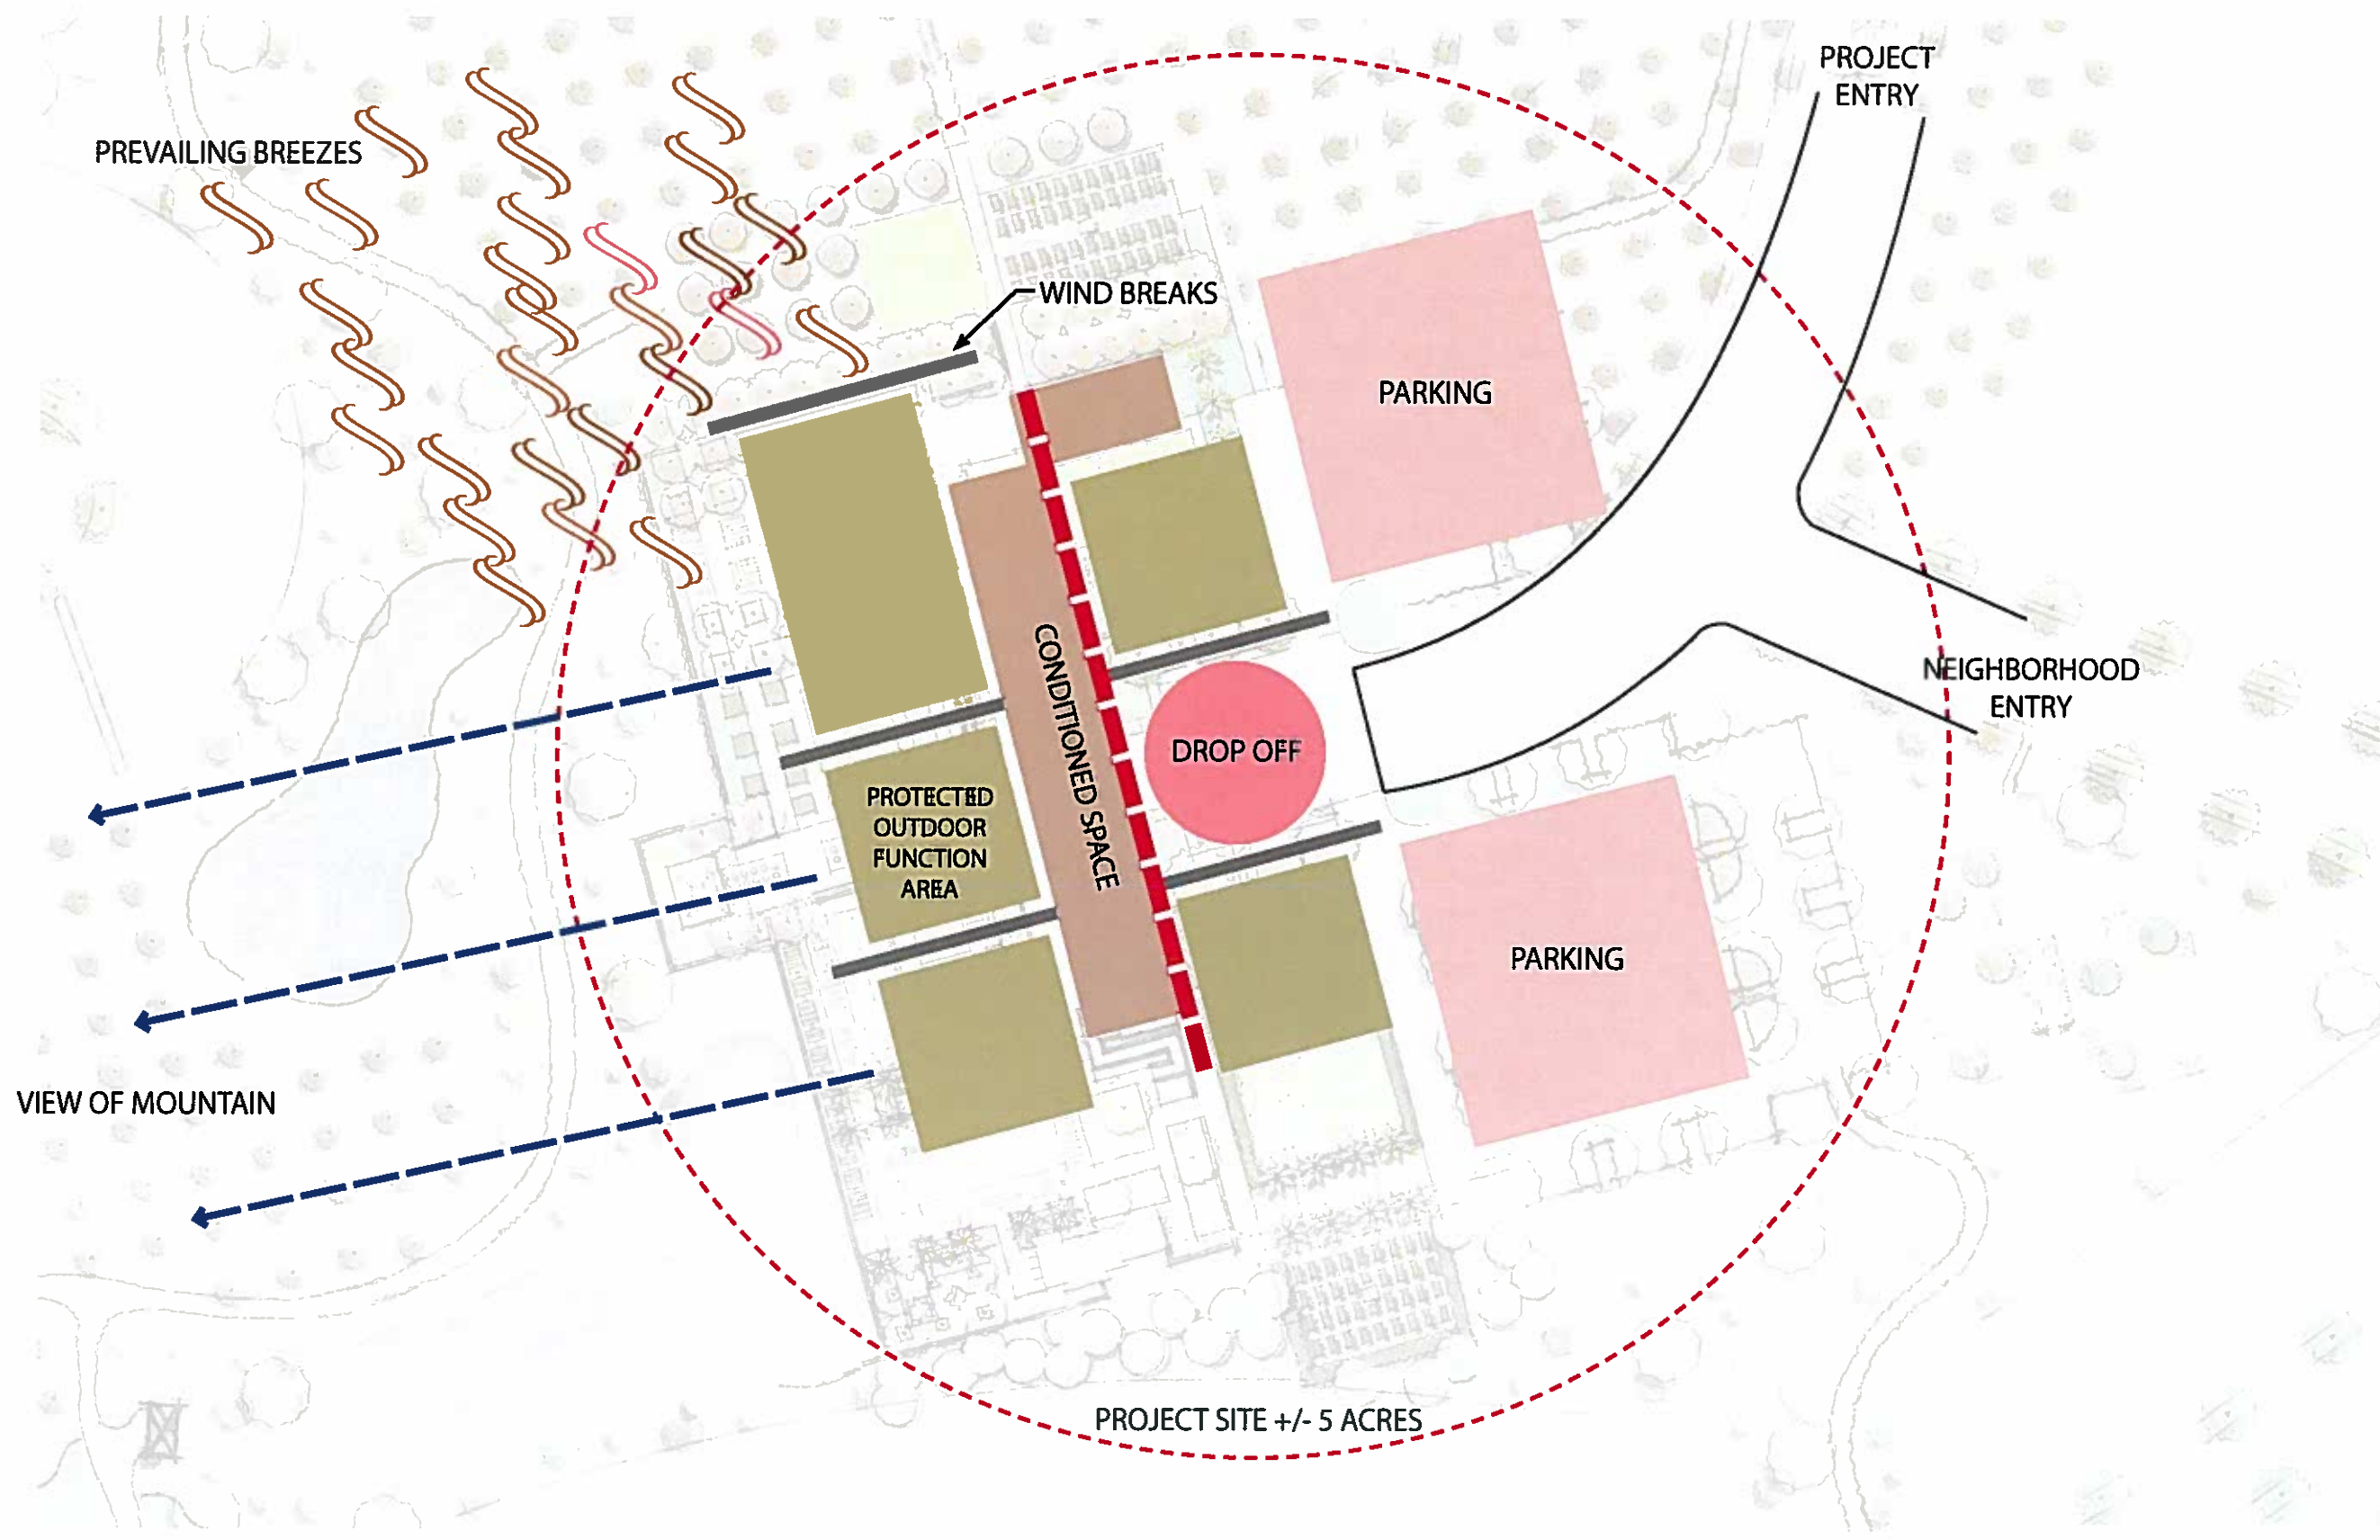 PROJECT
ENTRY
PREVAILING BREEZES
WIND BREAKS
PARKING
CONDITIONED SPACE
NEIGHBORHOOD
ENTRY
DROP OFF
PROTECTED
OUTDOOR
FUNCTION
AREA
PARKING
VIEW OF MOUNTAIN
PROJECT SITE +/- 5 ACRES